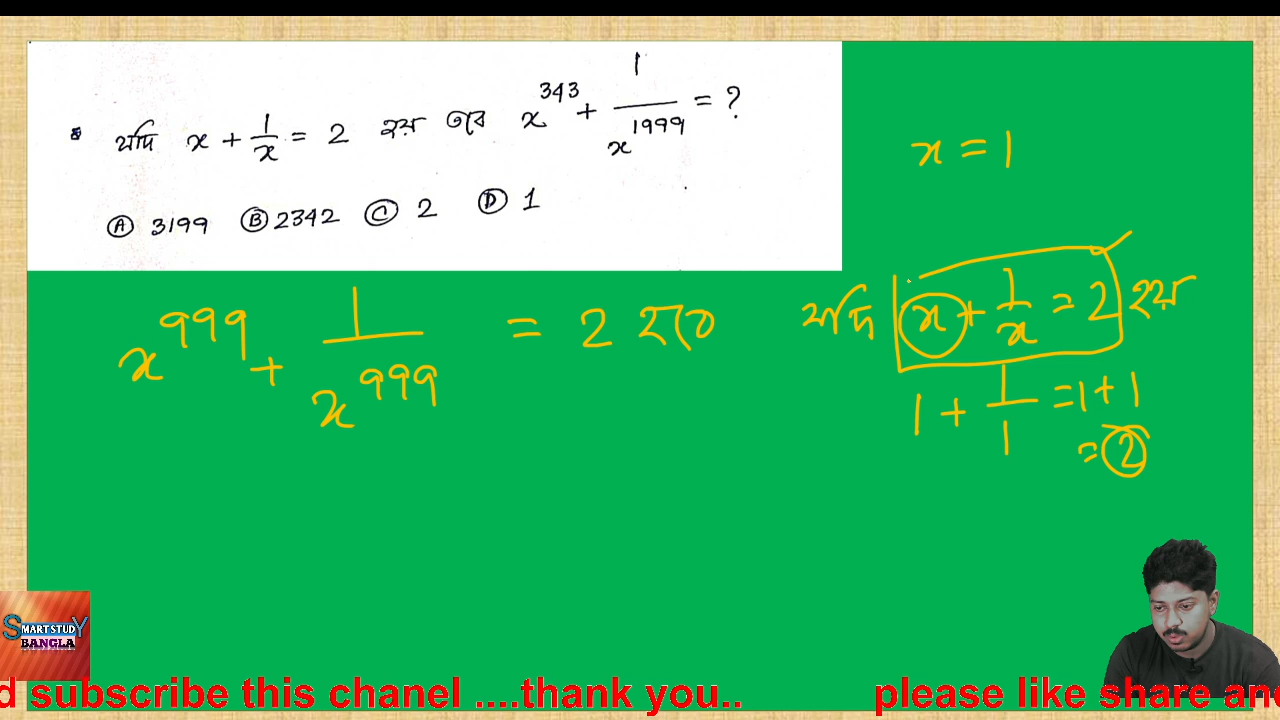 যদি x + 1/x = 2 হয় তবে x^343 + 1/x^1999 = ?
Ⓐ 3199 Ⓑ 2342 Ⓒ 2 Ⓓ 1
x = 1
x^999 + 1/x^999 = 2 হবে যদি x + 1/x = 2 হয়
1 + 1/1 = 1 + 1
= 2
SMART STUDY
BANGLA
d subscribe this chanel ....thank you.. please like share and